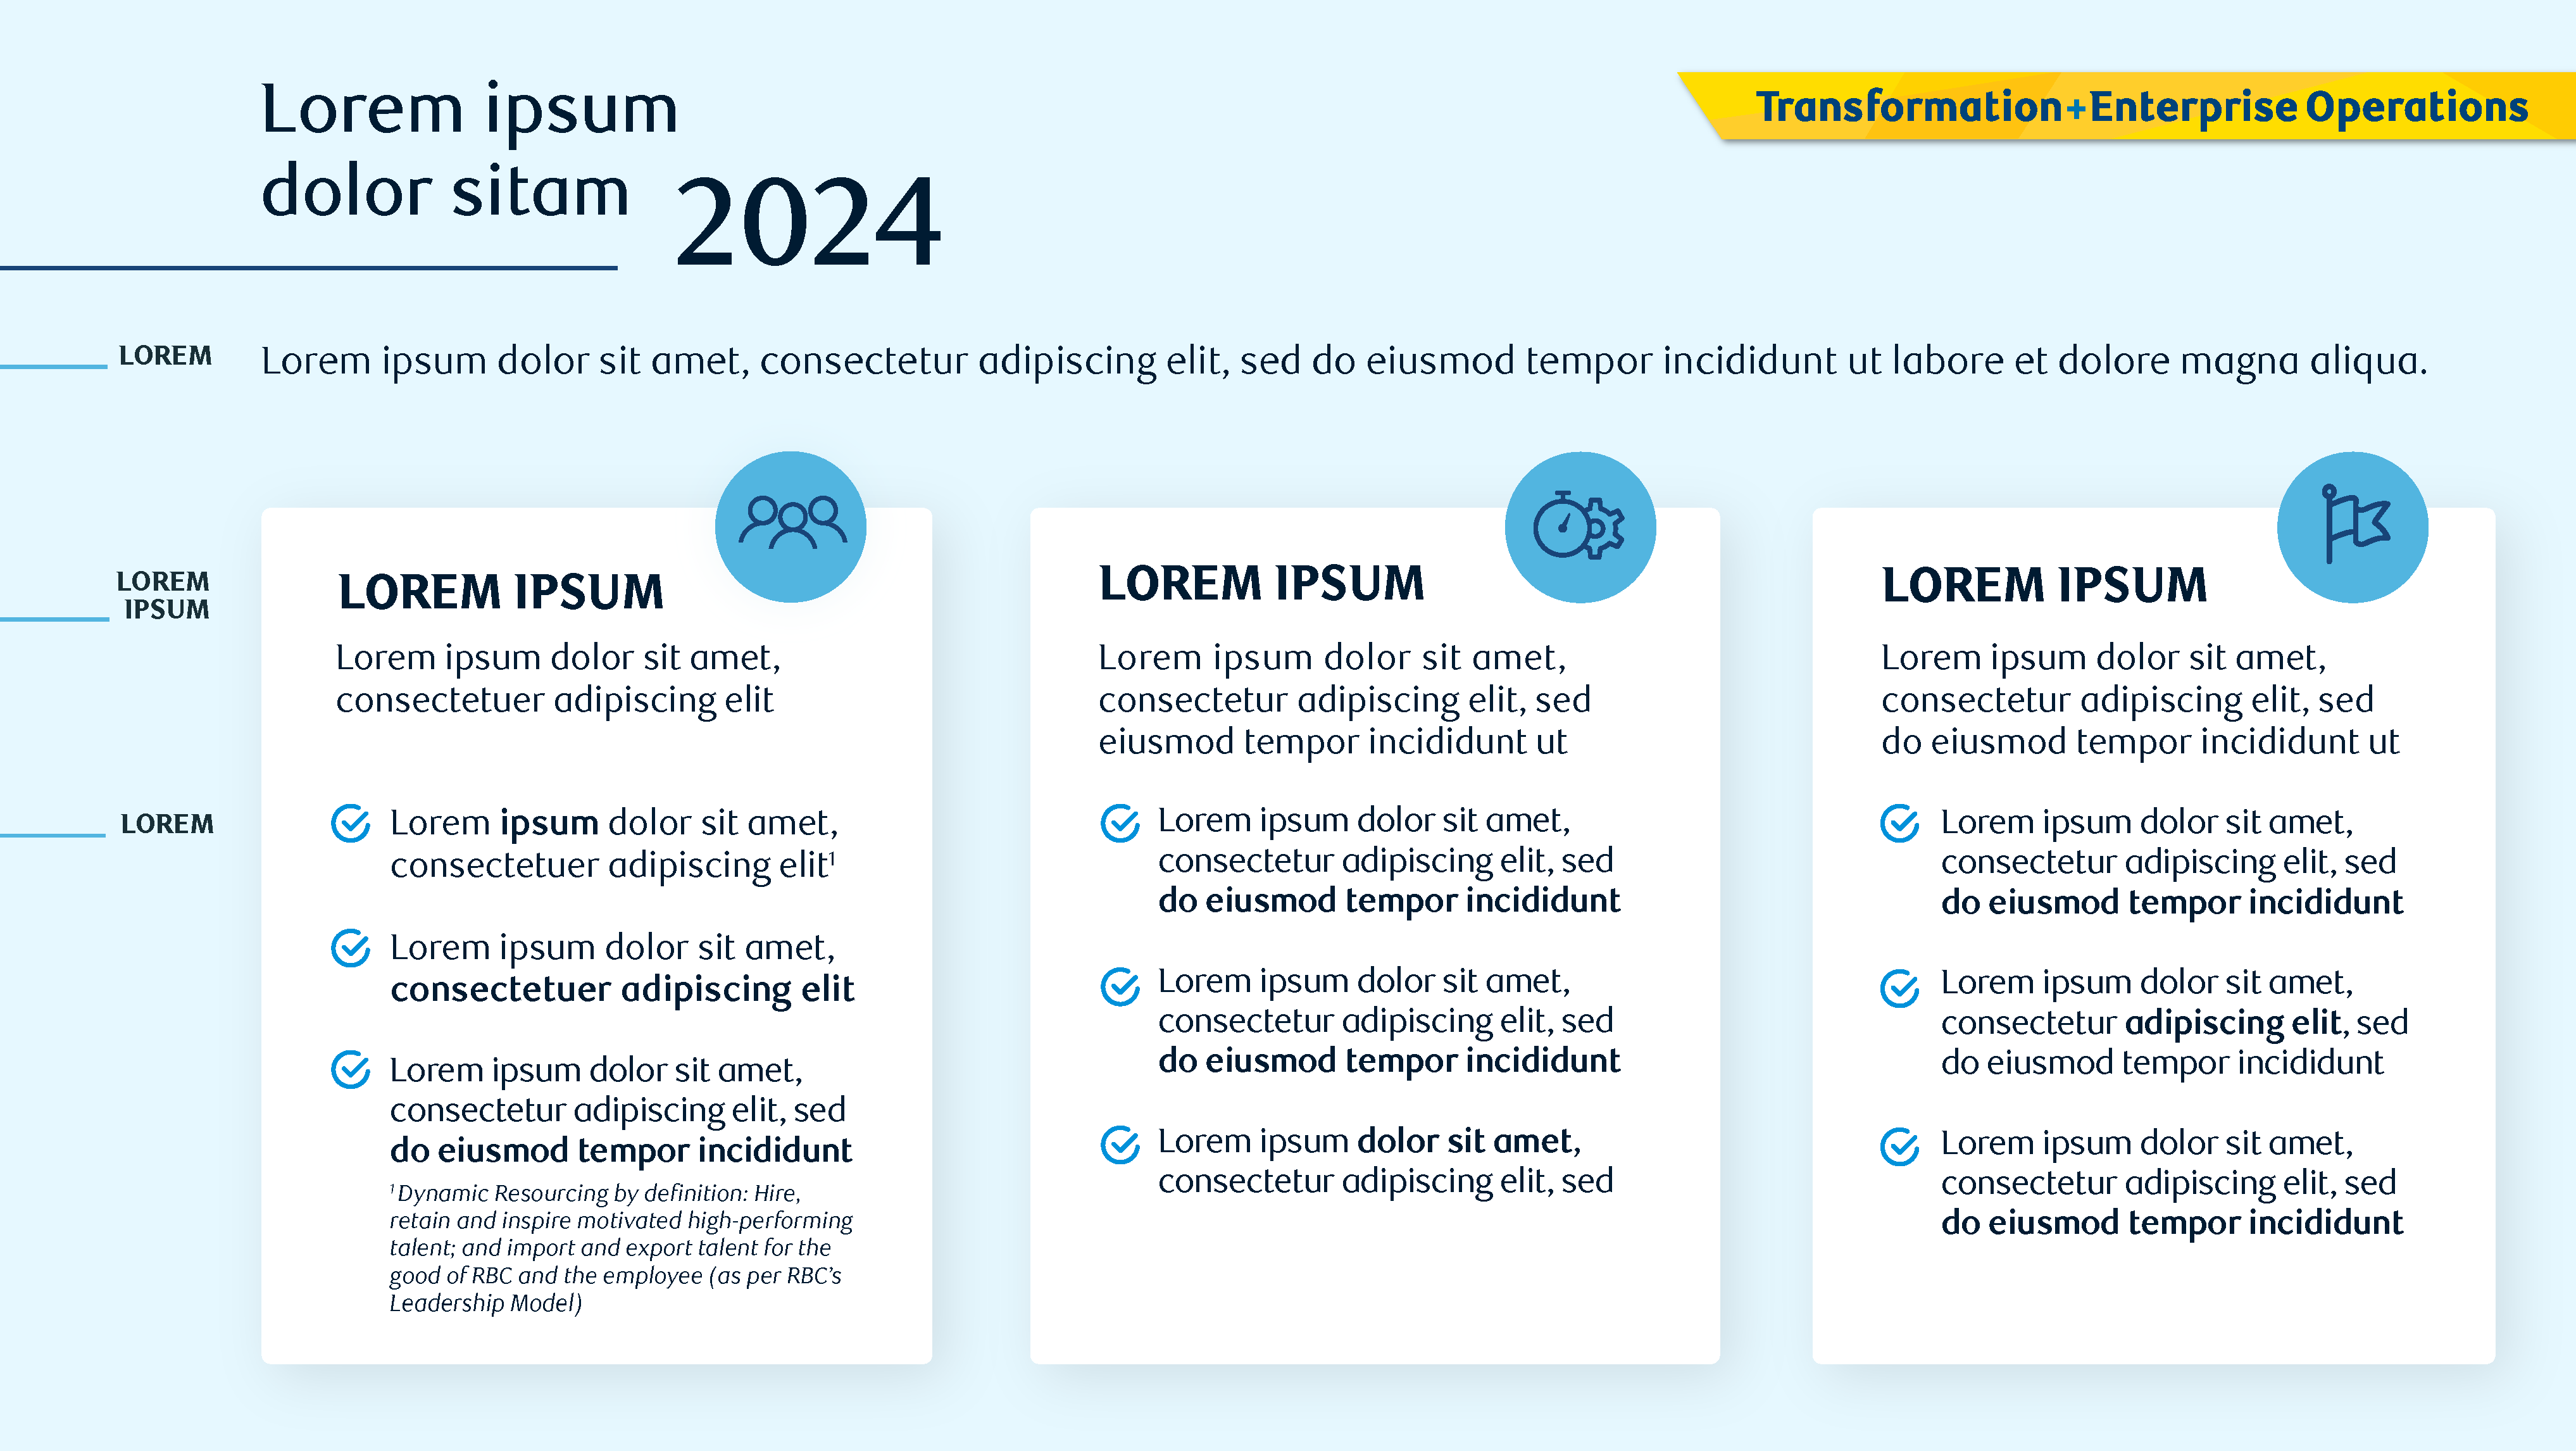 Lorem ipsum
dolor sitam 2024
Transformation+Enterprise Operations
LOREM
Lorem ipsum dolor sit amet, consectetur adipiscing elit, sed do eiusmod tempor incididunt ut labore et dolore magna aliqua.
LOREM
IPSUM
LOREM
LOREM IPSUM
Lorem ipsum dolor sit amet,
consectetuer adipiscing elit
Lorem ipsum dolor sit amet,
consectetuer adipiscing elit¹
Lorem ipsum dolor sit amet,
consectetuer adipiscing elit
Lorem ipsum dolor sit amet,
consectetur adipiscing elit, sed
do eiusmod tempor incididunt
¹ Dynamic Resourcing by definition: Hire,
retain and inspire motivated high-performing
talent; and import and export talent for the
good of RBC and the employee (as per RBC’s
Leadership Model)
LOREM IPSUM
Lorem ipsum dolor sit amet,
consectetur adipiscing elit, sed
eiusmod tempor incididunt ut
Lorem ipsum dolor sit amet,
consectetur adipiscing elit, sed
do eiusmod tempor incididunt
Lorem ipsum dolor sit amet,
consectetur adipiscing elit, sed
do eiusmod tempor incididunt
Lorem ipsum dolor sit amet,
consectetur adipiscing elit, sed
LOREM IPSUM
Lorem ipsum dolor sit amet,
consectetur adipiscing elit, sed
do eiusmod tempor incididunt ut
Lorem ipsum dolor sit amet,
consectetur adipiscing elit, sed
do eiusmod tempor incididunt
Lorem ipsum dolor sit amet,
consectetur adipiscing elit, sed
do eiusmod tempor incididunt
Lorem ipsum dolor sit amet,
consectetur adipiscing elit, sed
do eiusmod tempor incididunt